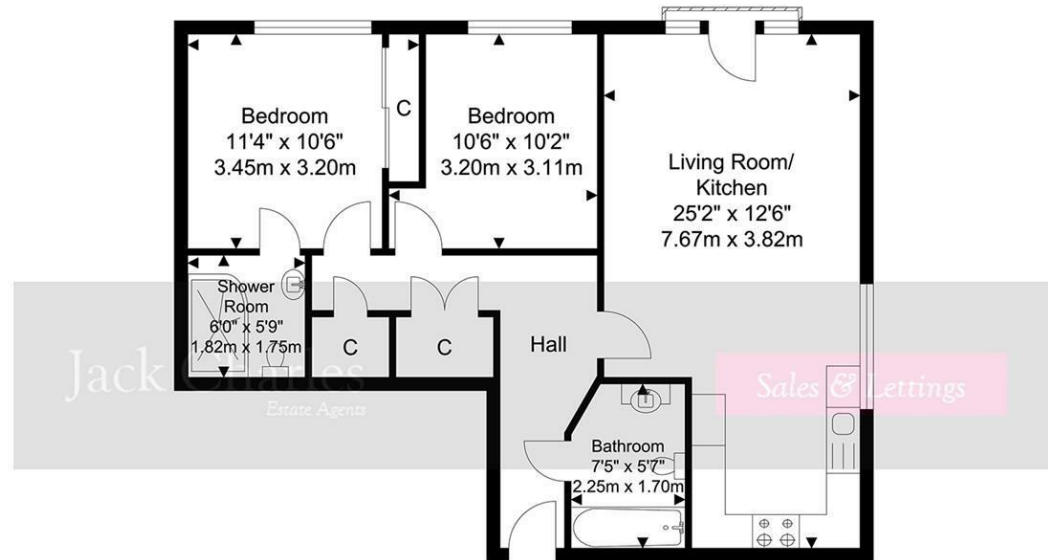 Bedroom
11'4" x 10'6"
3.45m x 3.20m
C
Bedroom
10'6" x 10'2"
3.20m x 3.11m
Living Room/
Kitchen
25'2" x 12'6"
7.67m x 3.82m
Shower
Room
6'0" x 5'9"
1.82m x 1.75m
C
C
Hall
Bathroom
7'5" x 5'7"
2.25m x 1.70m
Jack Charles
Estate Agents
Sales & Lettings